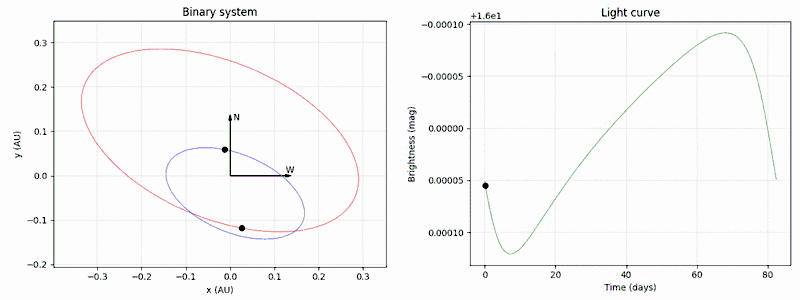 Binary system
0.3
0.2
0.1
0.0
−0.1
−0.2
y (AU)
N
W
−0.3
−0.2
−0.1
0.0
0.1
0.2
0.3
x (AU)
Light curve
+1.6e1
−0.00010
−0.00005
0.00000
0.00005
0.00010
Brightness (mag)
0
20
40
60
80
Time (days)